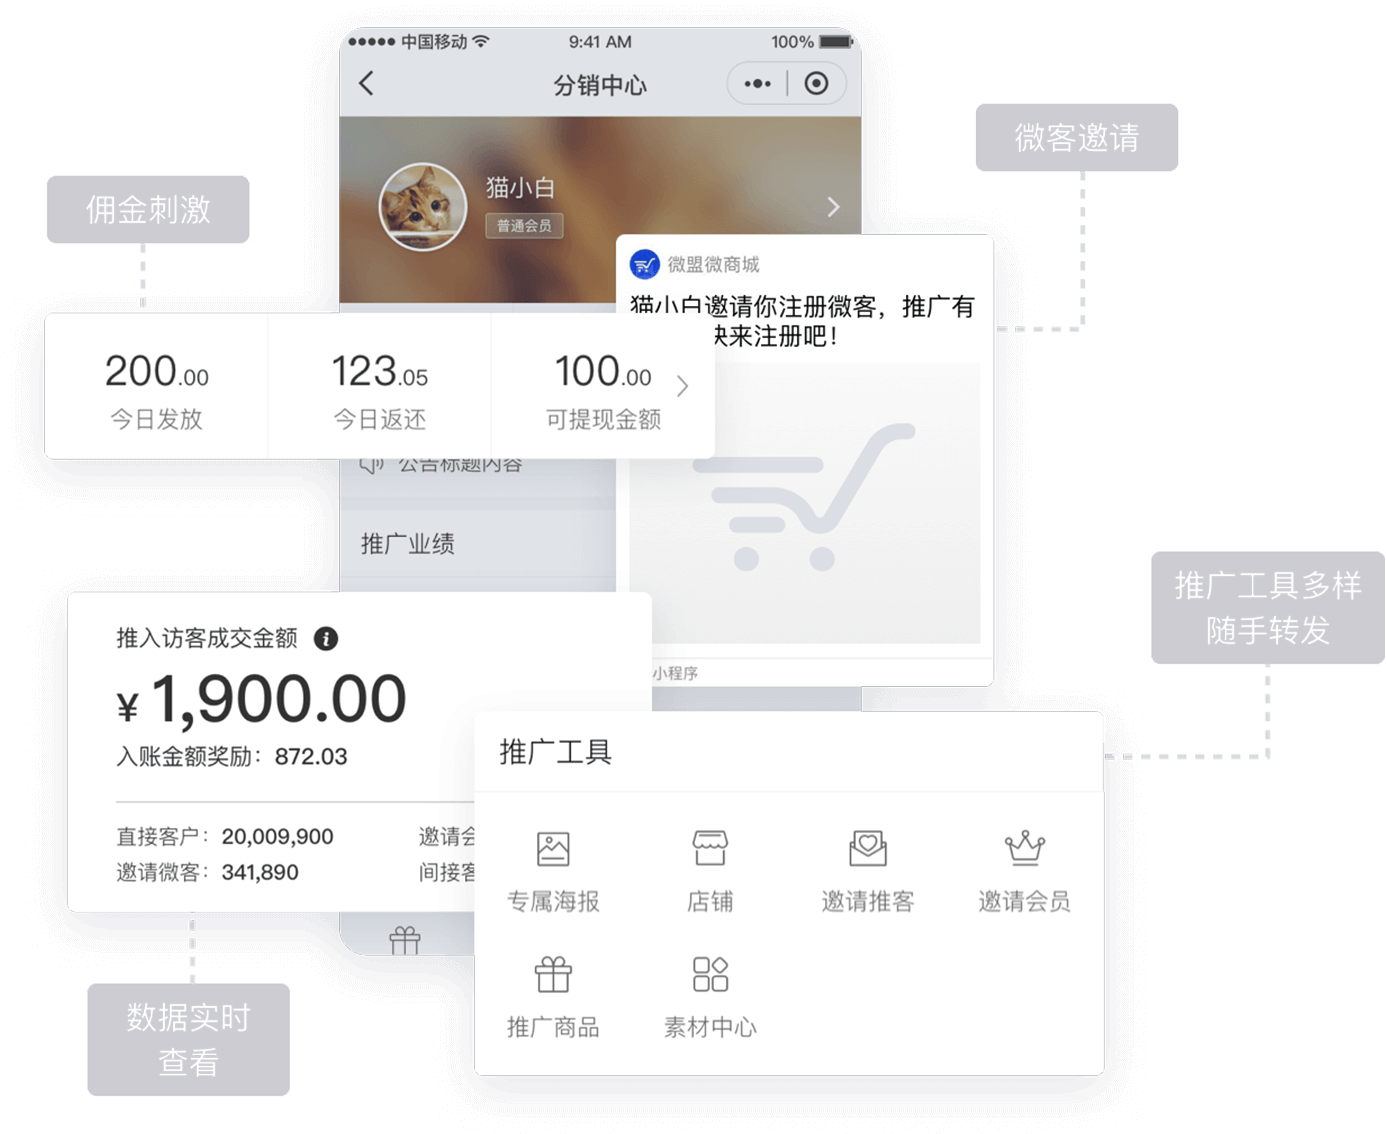 中国移动
9:41 AM
100%
分销中心
微客邀请
佣金刺激
猫小白
普通会员
微盟微商城
猫小白邀请你注册微客，推广有
快来注册吧！
200.00
今日发放
123.05
今日返还
100.00
可提现金额
公告标题内容
推广业绩
推广工具多样
随手转发
推入访客成交金额
¥ 1,900.00
入账金额奖励：872.03
小程序
直接客户：20,009,900
邀请会
邀请微客：341,890
间接客
推广工具
专属海报
店铺
邀请推客
邀请会员
推广商品
素材中心
数据实时
查看